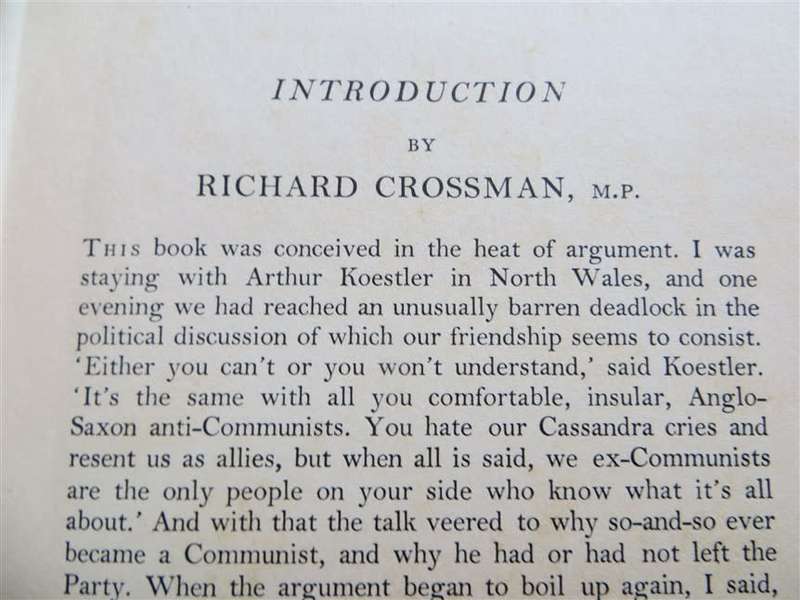 INTRODUCTION
BY
RICHARD CROSSMAN, M.P.
THIS book was conceived in the heat of argument. I was
staying with Arthur Koestler in North Wales, and one
evening we had reached an unusually barren deadlock in the
political discussion of which our friendship seems to consist.
‘Either you can't or you won't understand,’ said Koestler.
‘It's the same with all you comfortable, insular, Anglo-
Saxon anti-Communists. You hate our Cassandra cries and
resent us as allies, but when all is said, we ex-Communists
are the only people on your side who know what it's all
about.’ And with that the talk veered to why so-and-so ever
became a Communist, and why he had or had not left the
Party. When the argument began to boil up again, I said,